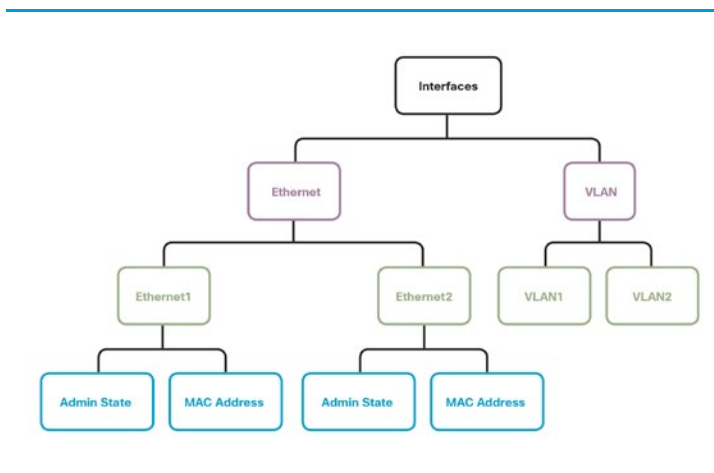 Interfaces
Ethernet
VLAN
Ethernet1
Ethernet2
VLAN1
VLAN2
Admin State
MAC Address
Admin State
MAC Address